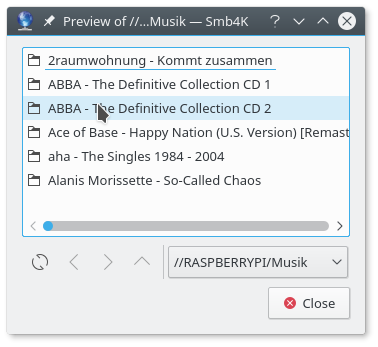 Preview of //...Musik — Smb4K
2raumwohnung - Kommt zusammen
ABBA - The Definitive Collection CD 1
ABBA - The Definitive Collection CD 2
Ace of Base - Happy Nation (U.S. Version) [Remast
aha - The Singles 1984 - 2004
Alanis Morissette - So-Called Chaos
//RASPBERRYPI/Musik
Close